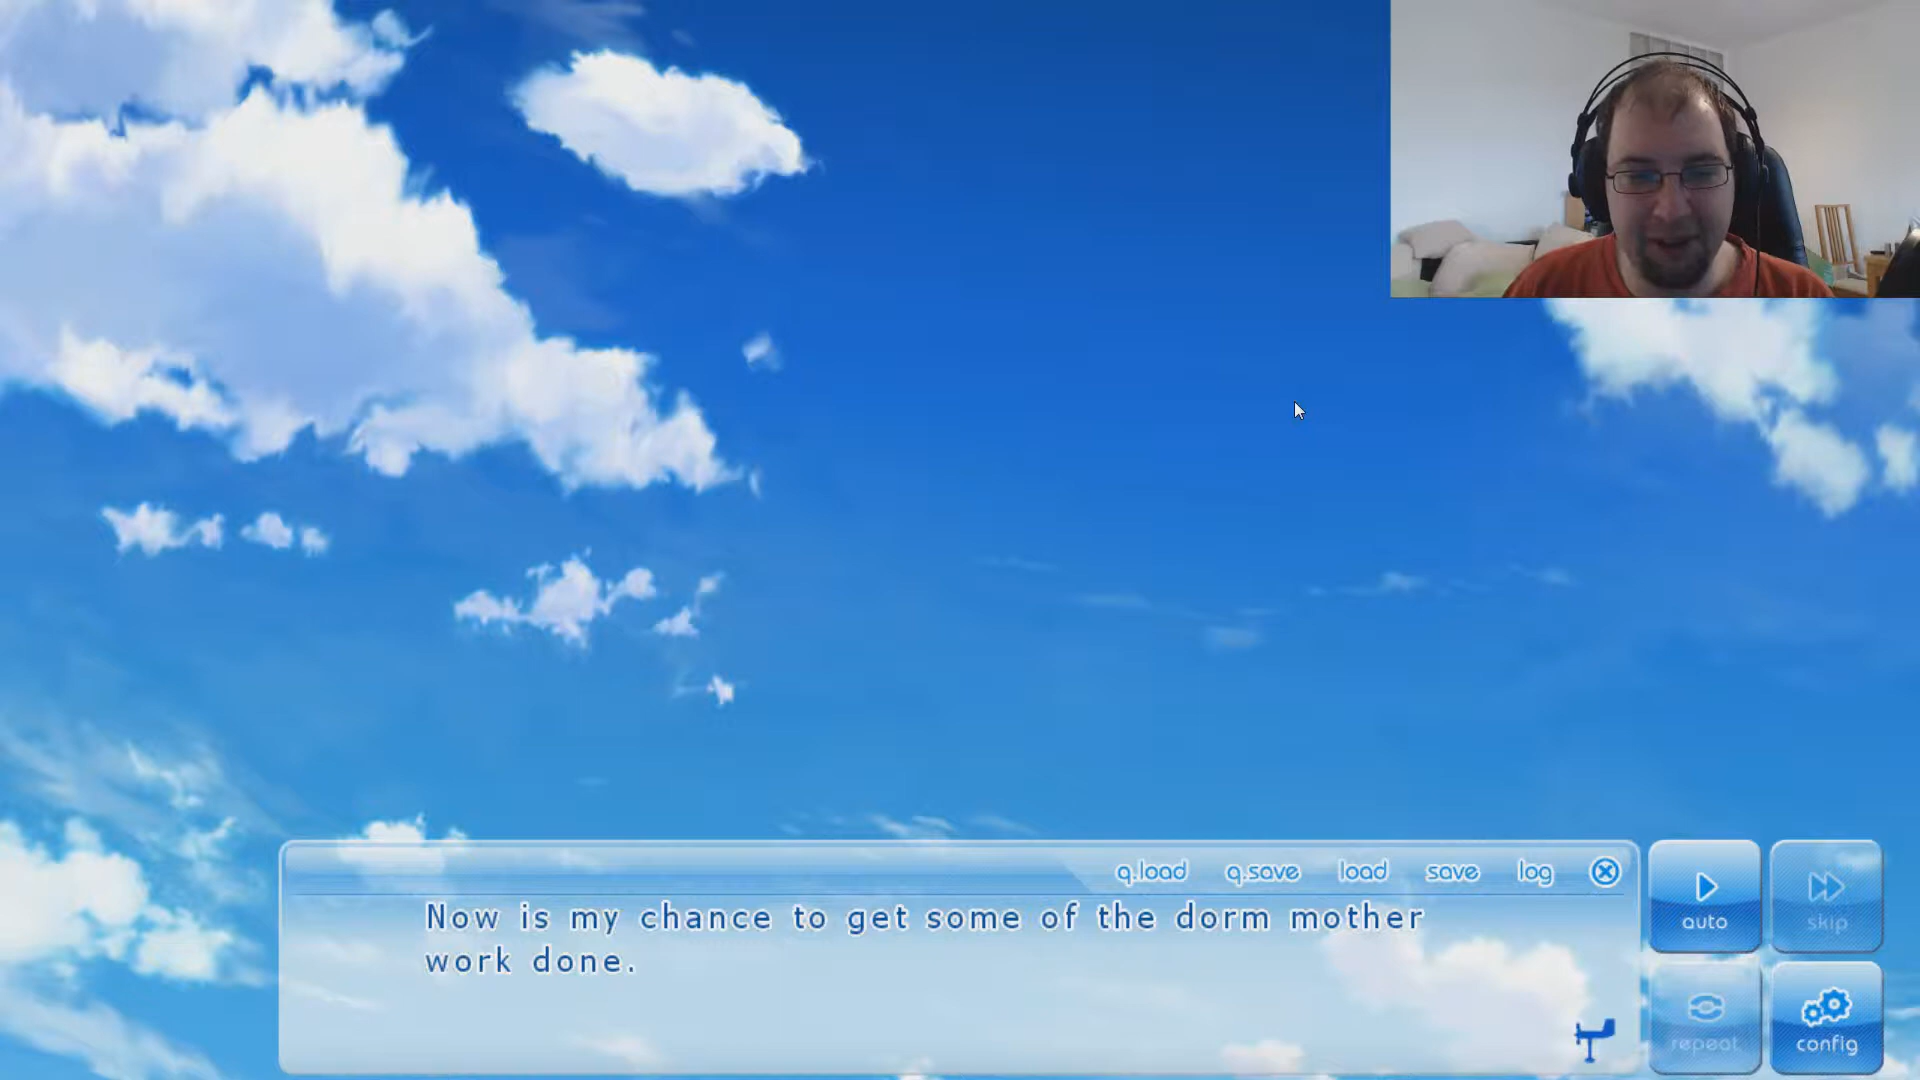 q.load q.save load save log
Now is my chance to get some of the dorm mother
work done.
auto
skip
repeat
config